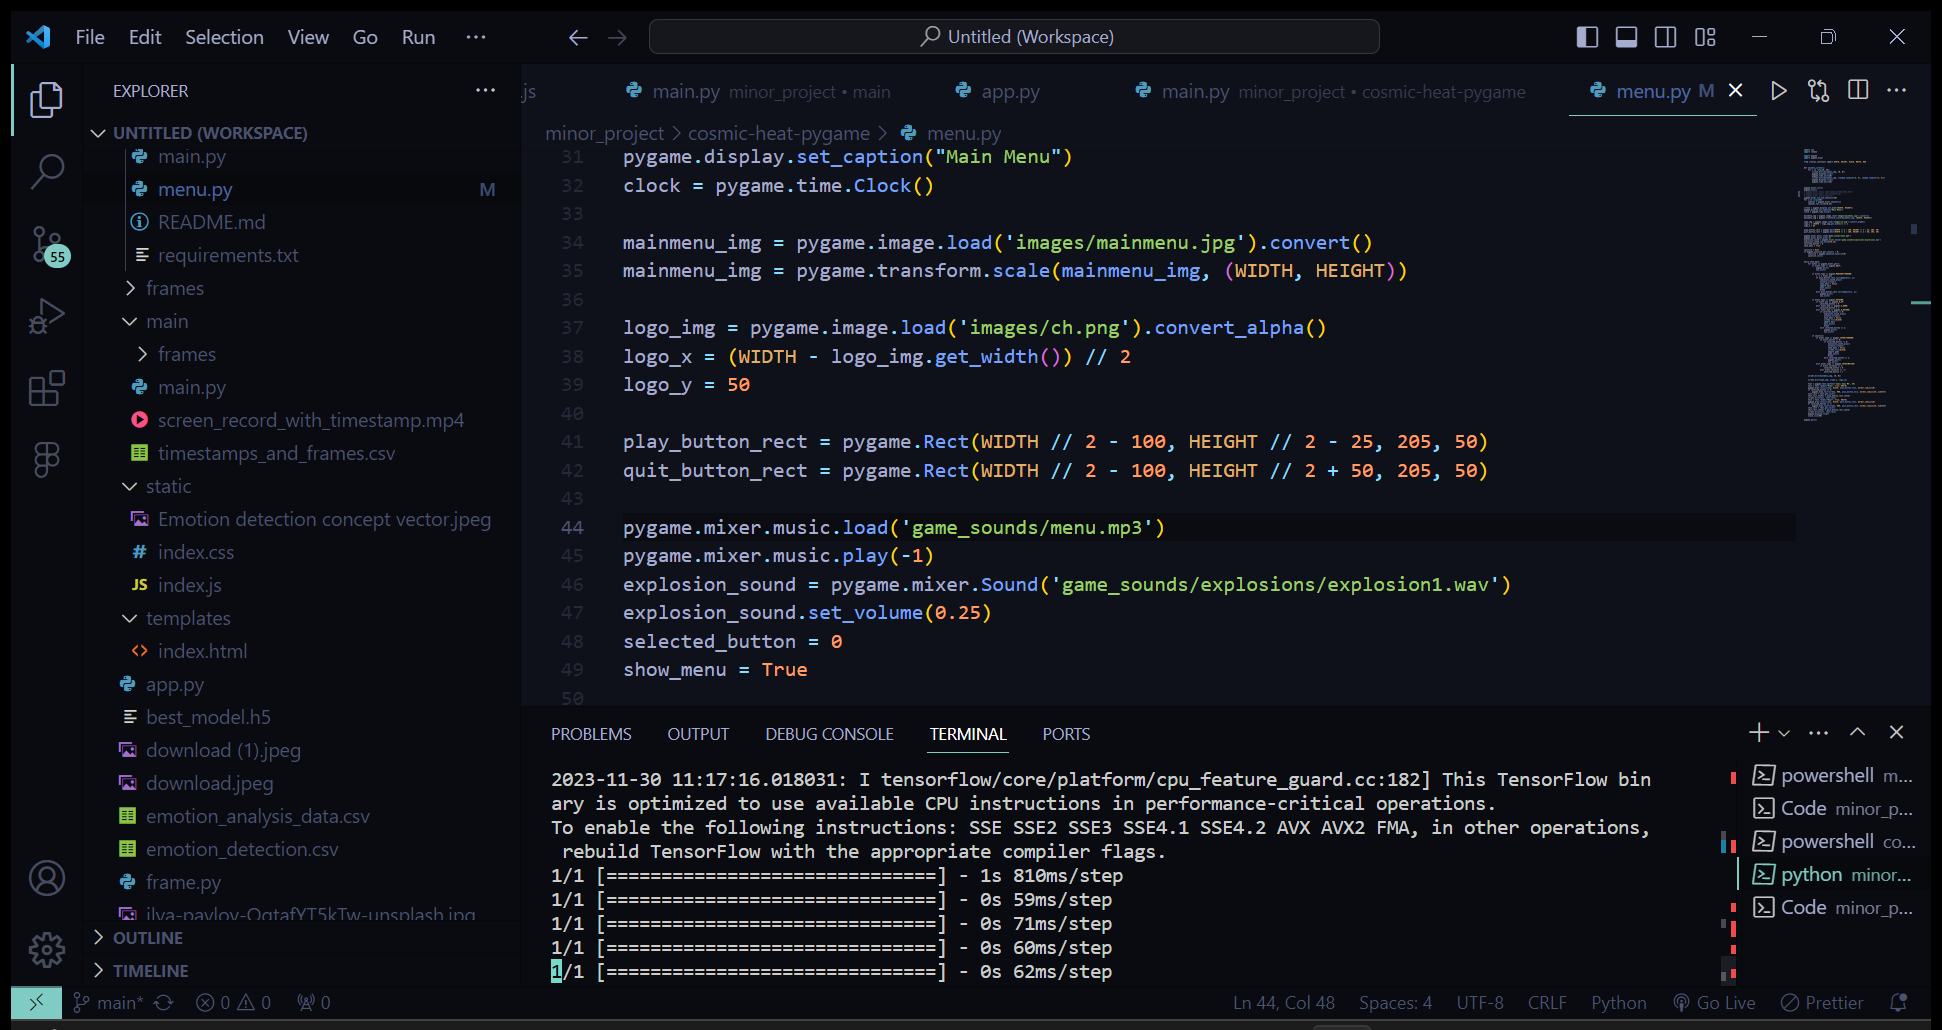 File Edit Selection View Go Run ···
Untitled (Workspace)
EXPLORER ···
.js main.py minor_project • main app.py main.py minor_project • cosmic-heat-pygame menu.py M
UNTITLED (WORKSPACE)
main.py
menu.py M
README.md
requirements.txt
frames
main
frames
main.py
screen_record_with_timestamp.mp4
timestamps_and_frames.csv
static
Emotion detection concept vector.jpeg
index.css
JS index.js
templates
index.html
app.py
best_model.h5
download (1).jpeg
download.jpeg
emotion_analysis_data.csv
emotion_detection.csv
frame.py
OUTLINE
TIMELINE
55
minor_project > cosmic-heat-pygame > menu.py
31 pygame.display.set_caption("Main Menu")
32 clock = pygame.time.Clock()
33
34 mainmenu_img = pygame.image.load('images/mainmenu.jpg').convert()
35 mainmenu_img = pygame.transform.scale(mainmenu_img, (WIDTH, HEIGHT))
36
37 logo_img = pygame.image.load('images/ch.png').convert_alpha()
38 logo_x = (WIDTH - logo_img.get_width()) // 2
39 logo_y = 50
40
41 play_button_rect = pygame.Rect(WIDTH // 2 - 100, HEIGHT // 2 - 25, 205, 50)
42 quit_button_rect = pygame.Rect(WIDTH // 2 - 100, HEIGHT // 2 + 50, 205, 50)
43
44 pygame.mixer.music.load('game_sounds/menu.mp3')
45 pygame.mixer.music.play(-1)
46 explosion_sound = pygame.mixer.Sound('game_sounds/explosions/explosion1.wav')
47 explosion_sound.set_volume(0.25)
48 selected_button = 0
49 show_menu = True
50
PROBLEMS OUTPUT DEBUG CONSOLE TERMINAL PORTS
2023-11-30 11:17:16.018031: I tensorflow/core/platform/cpu_feature_guard.cc:182] This TensorFlow bin
ary is optimized to use available CPU instructions in performance-critical operations.
To enable the following instructions: SSE SSE2 SSE3 SSE4.1 SSE4.2 AVX AVX2 FMA, in other operations,
rebuild TensorFlow with the appropriate compiler flags.
1/1 [==============================] - 1s 810ms/step
1/1 [==============================] - 0s 59ms/step
1/1 [==============================] - 0s 71ms/step
1/1 [==============================] - 0s 60ms/step
1/1 [==============================] - 0s 62ms/step
powershell m...
Code minor_p...
powershell co...
python minor...
Code minor_p...
main* 0 0 0 Ln 44, Col 48 Spaces: 4 UTF-8 CRLF Python Go Live Prettier